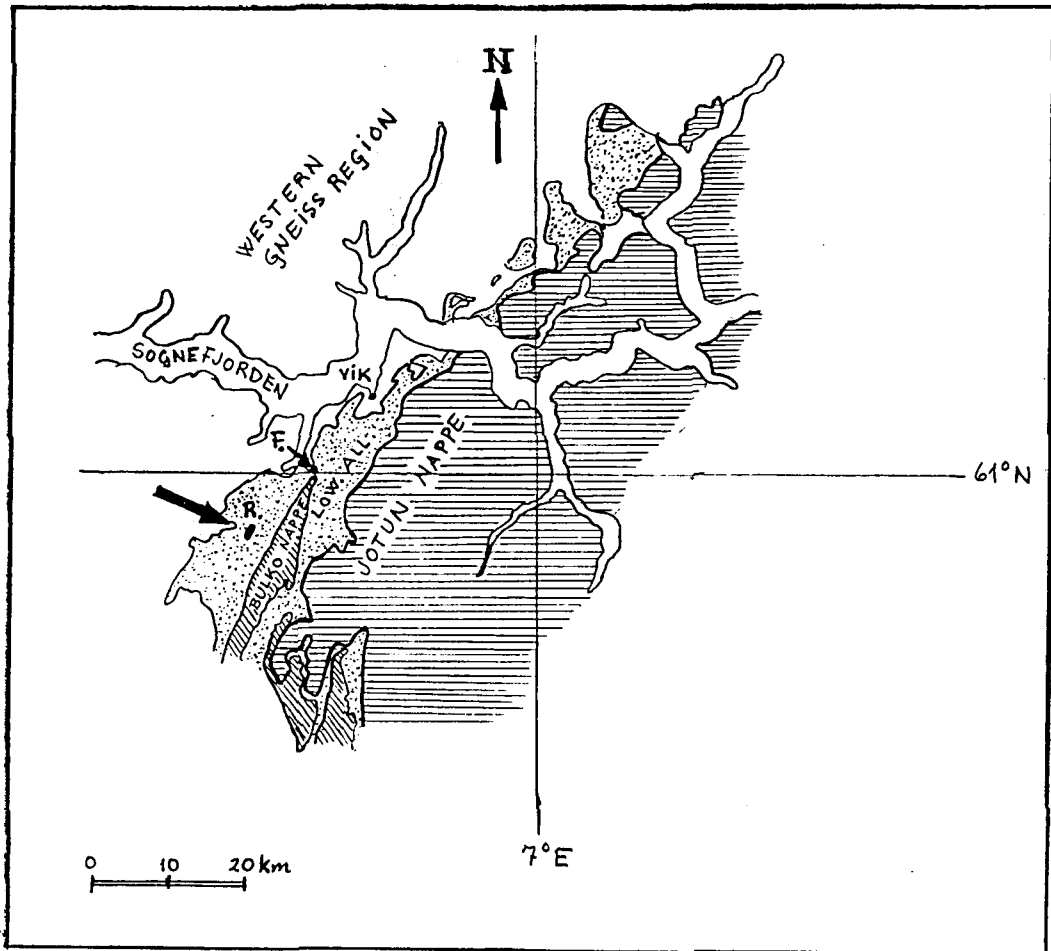 N
WESTERN
GNEISS REGION
SOGNEFJORDEN
VIK
F.
61°N
R.
LOW. ALL.
BULKO NAPPE
JOTUN NAPPE
7°E
0 10 20 km